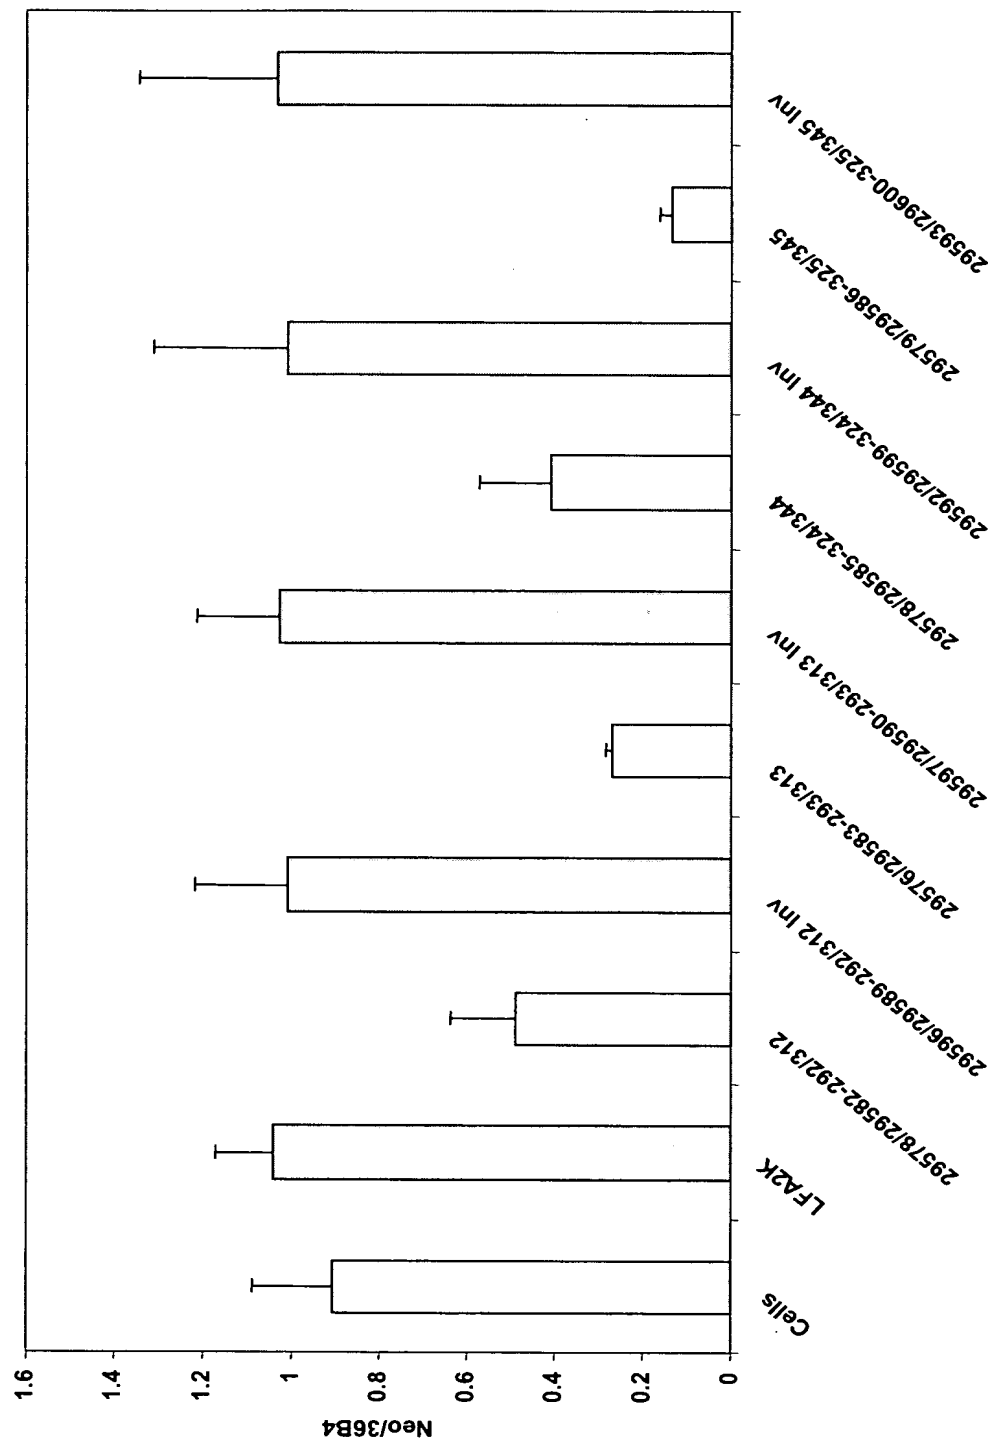 Neo/36B4
1.6
1.4
1.2
1
0.8
0.6
0.4
0.2
0
Cells
LFA2K
29578/29582-292/312
29596/29589-292/312 Inv
29576/29583-293/313
29597/29590-293/313 Inv
29578/29585-324/344
29592/29599-324/344 Inv
29579/29586-325/345
29593/29600-325/345 Inv